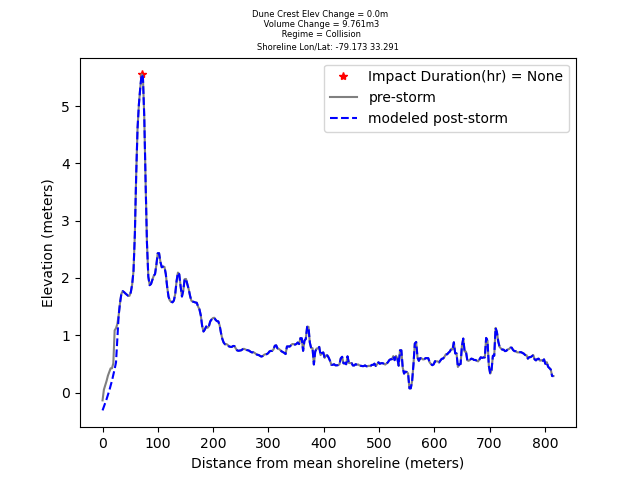 Dune Crest Elev Change = 0.0m
Volume Change = 9.761m3
Regime = Collision
Shoreline Lon/Lat: -79.173 33.291
Impact Duration(hr) = None
pre-storm
modeled post-storm
Elevation (meters)
5
4
3
2
1
0
0 100 200 300 400 500 600 700 800
Distance from mean shoreline (meters)